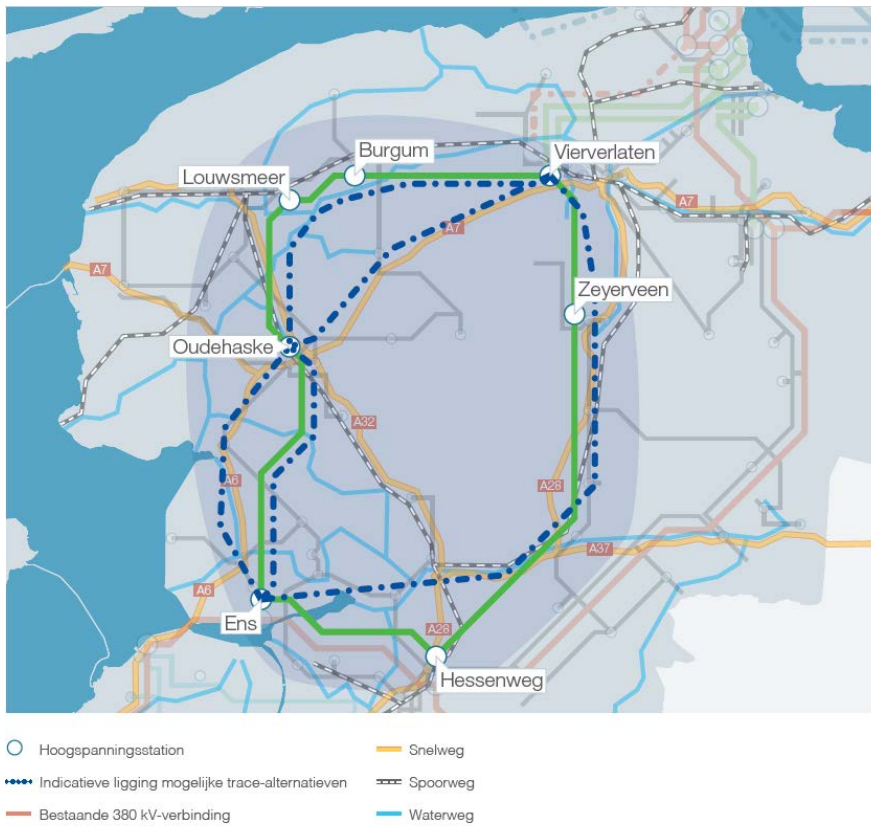 Burgum
Vierverlaten
Louwsmeer
A7
A7
A7
Zeyerveen
Oudehaske
A32
A6
A28
A37
A6
Ens
A28
Hessenweg
Hoogspanningsstation
Snelweg
Indicatieve ligging mogelijke trace-alternatieven
Spoorweg
Bestaande 380 kV-verbinding
Waterweg